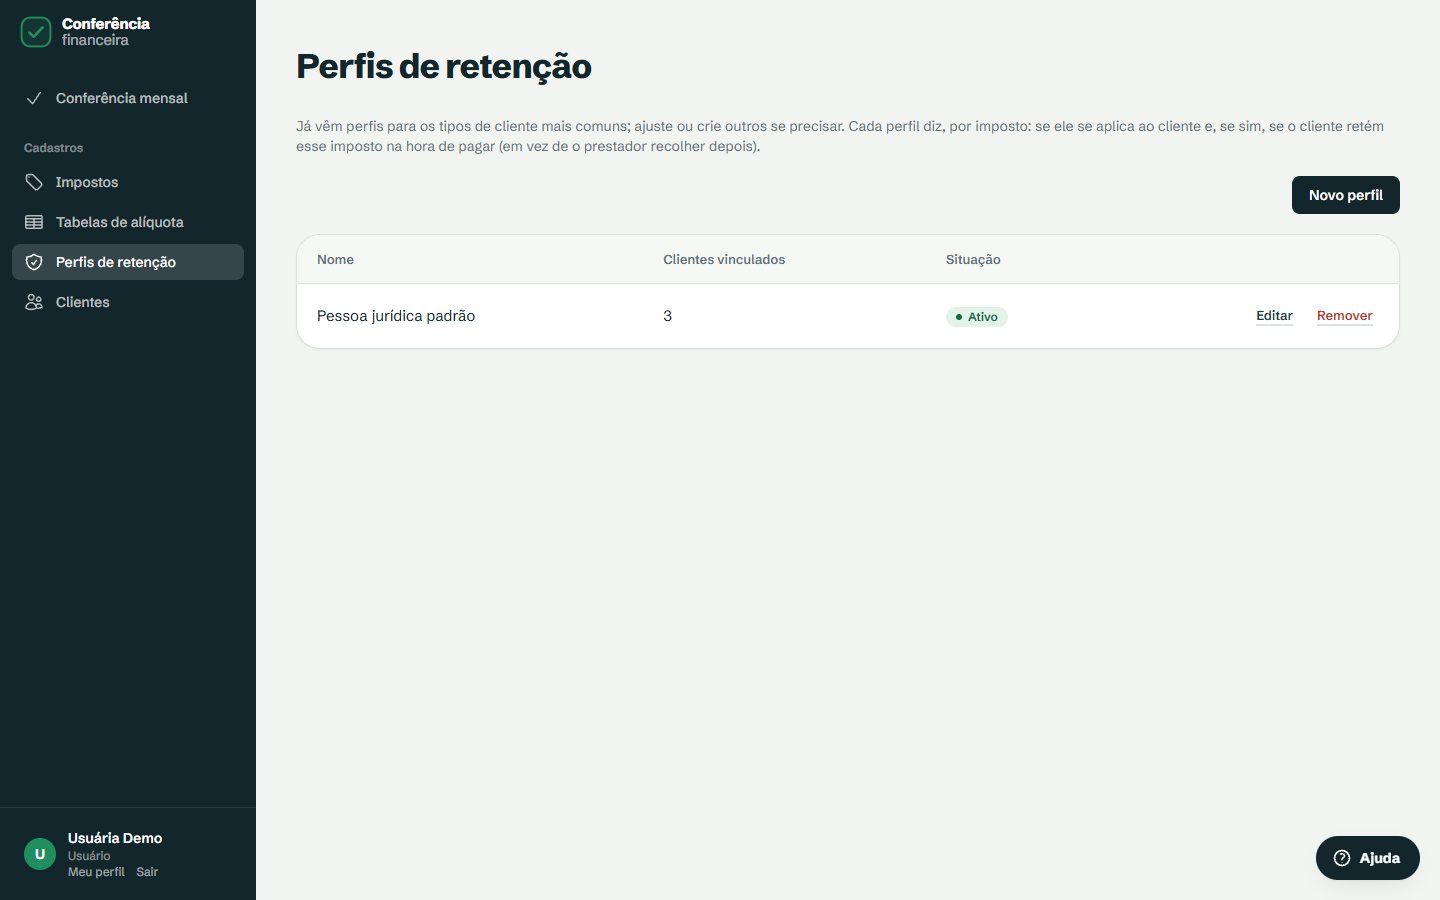 Conferência
financeira
Conferência mensal
Cadastros
Impostos
Tabelas de alíquota
Perfis de retenção
Clientes
Usuária Demo
U
Usuário
Meu perfil Sair
Perfis de retenção
Já vêm perfis para os tipos de cliente mais comuns; ajuste ou crie outros se precisar. Cada perfil diz, por imposto: se ele se aplica ao cliente e, se sim, se o cliente retém
esse imposto na hora de pagar (em vez de o prestador recolher depois).
Novo perfil
Nome Clientes vinculados Situação
Pessoa jurídica padrão 3 Ativo Editar Remover
Ajuda